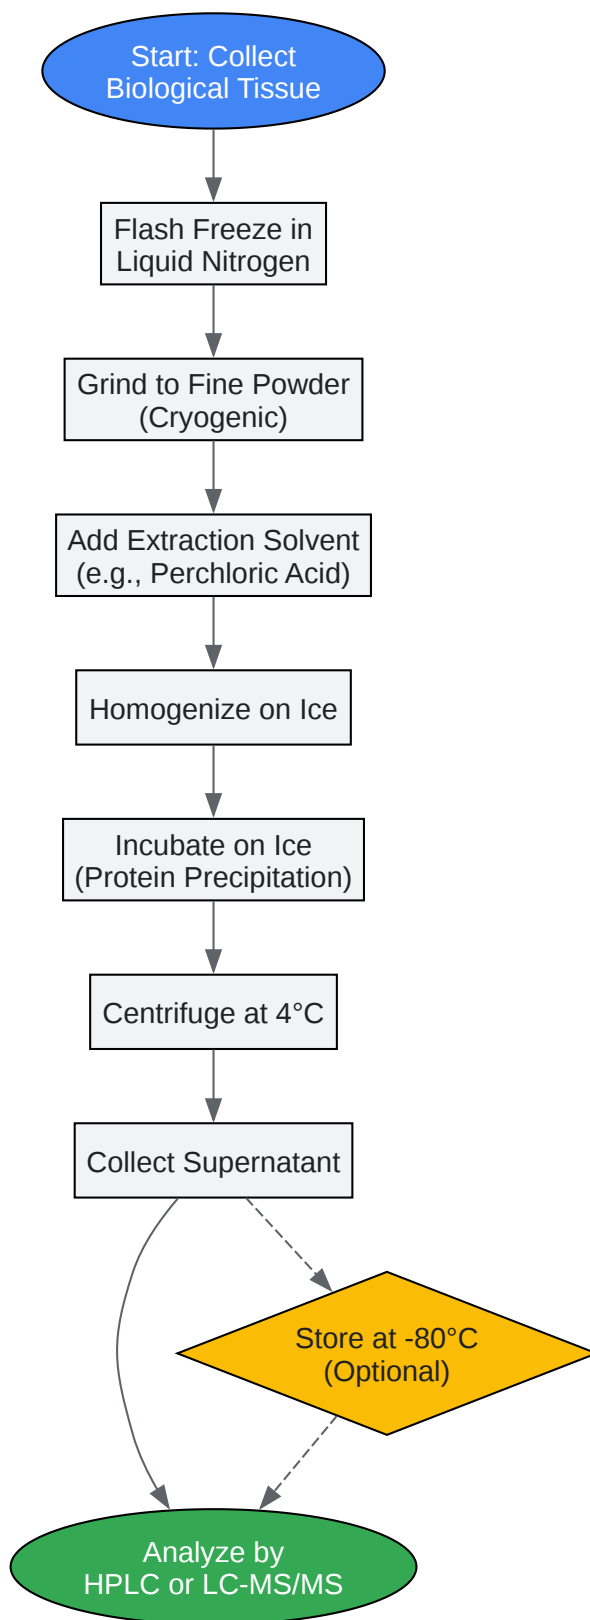 Start: Collect
Biological Tissue
Flash Freeze in
Liquid Nitrogen
Grind to Fine Powder
(Cryogenic)
Add Extraction Solvent
(e.g., Perchloric Acid)
Homogenize on Ice
Incubate on Ice
(Protein Precipitation)
Centrifuge at 4°C
Collect Supernatant
Store at -80°C
(Optional)
Analyze by
HPLC or LC-MS/MS